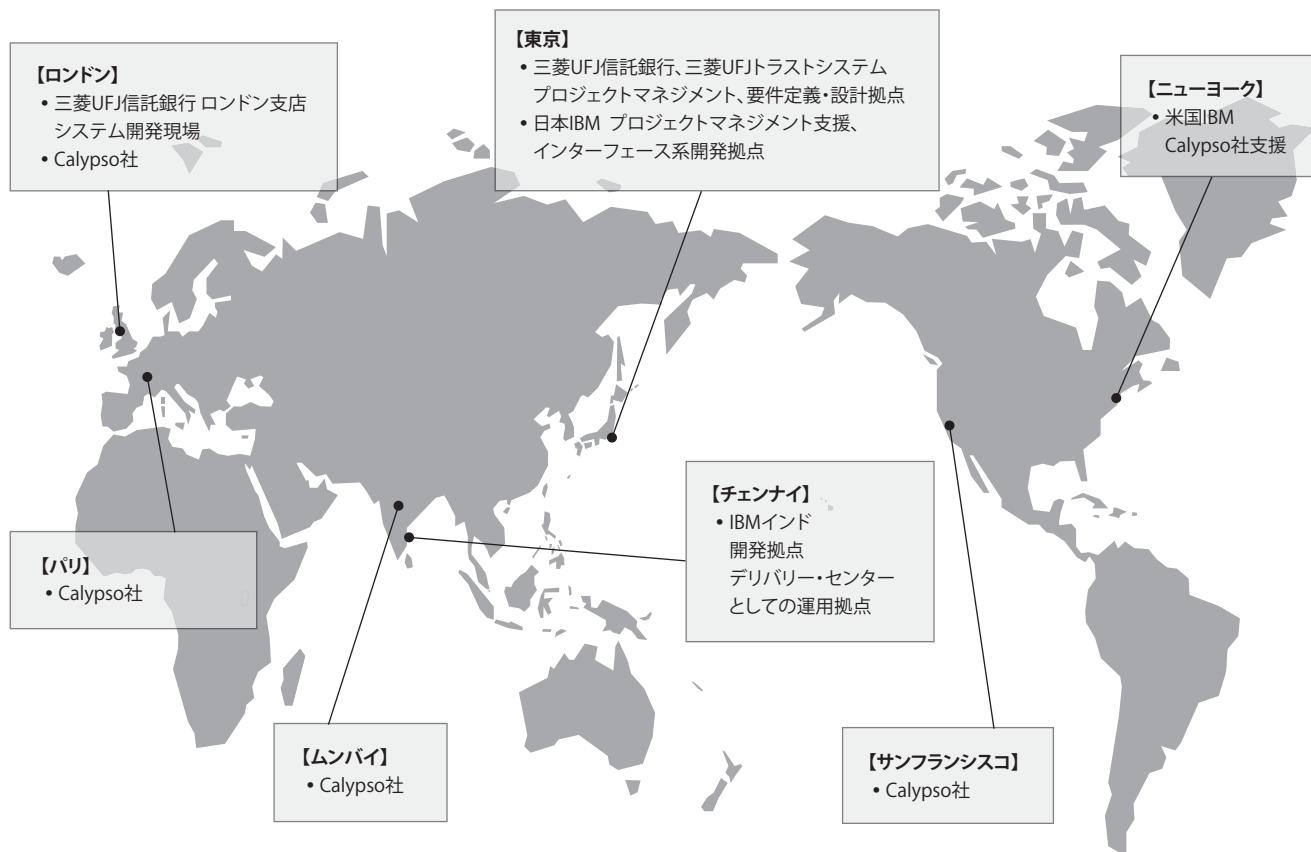 【ロンドン】
• 三菱UFJ信託銀行 ロンドン支店
システム開発現場
• Calypso社
【東京】
• 三菱UFJ信託銀行、三菱UFJトラストシステム
プロジェクトマネジメント、要件定義・設計拠点
• 日本IBM プロジェクトマネジメント支援、
インターフェース系開発拠点
【ニューヨーク】
• 米国IBM
Calypso社支援
【パリ】
• Calypso社
【チェンナイ】
• IBMインド
開発拠点
デリバリー・センター
としての運用拠点
【ムンバイ】
• Calypso社
【サンフランシスコ】
• Calypso社